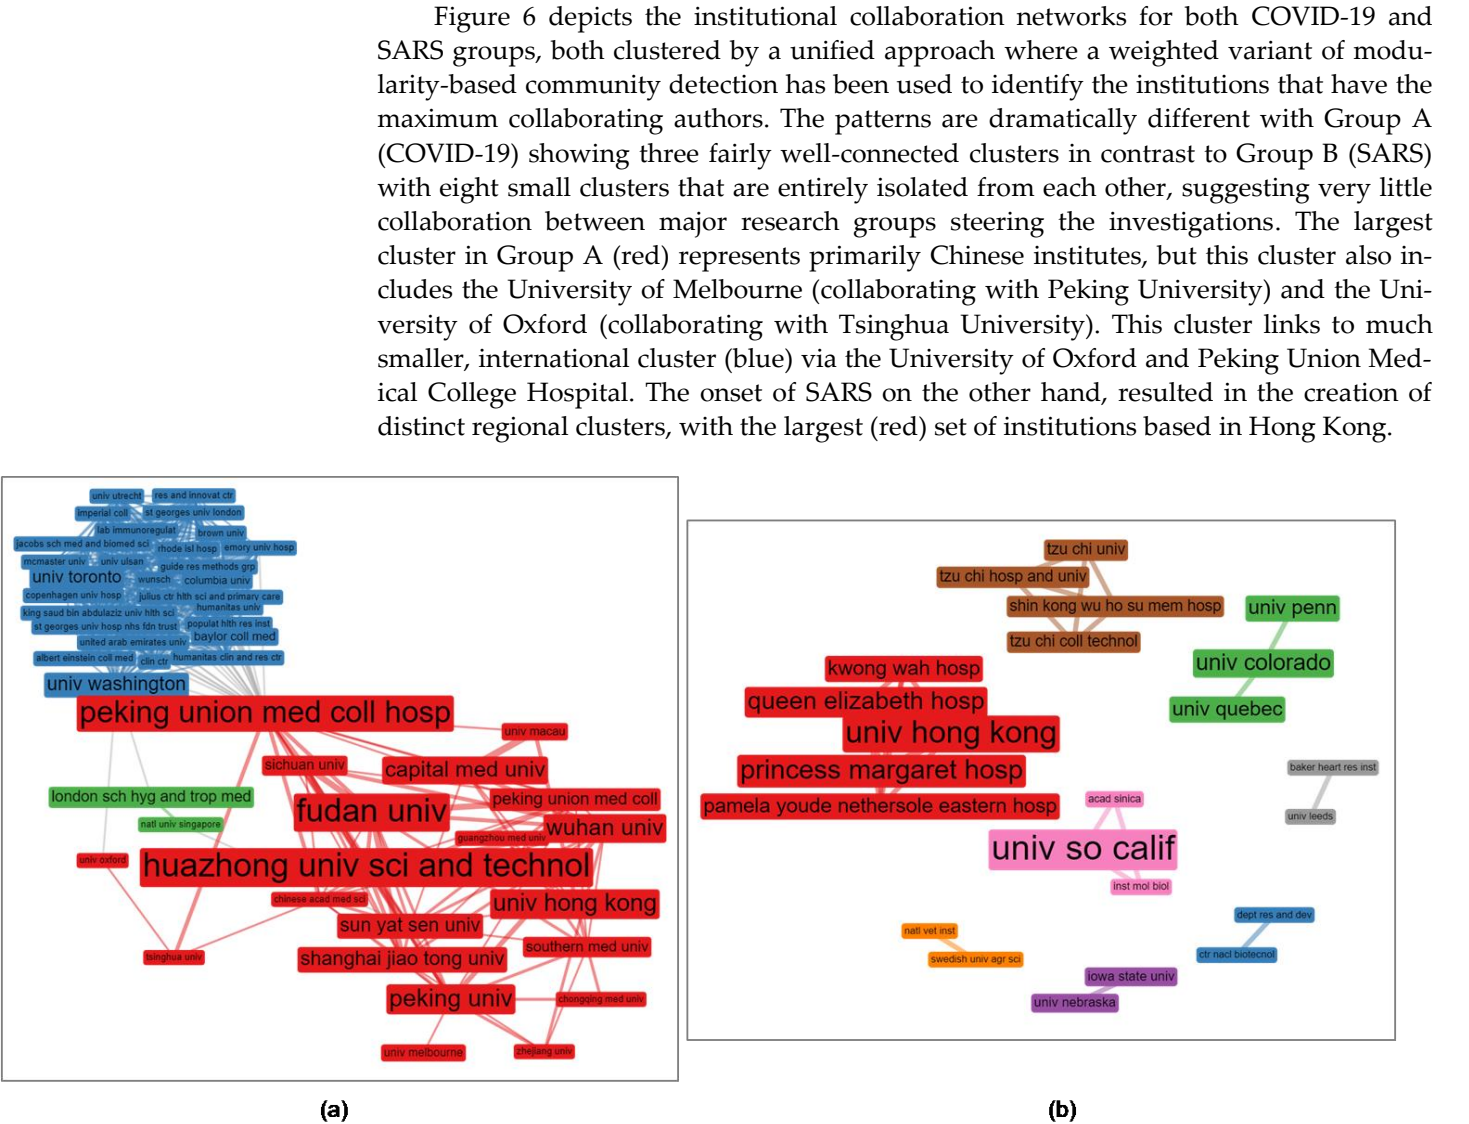 Figure 6 depicts the institutional collaboration networks for both COVID-19 and
SARS groups, both clustered by a unified approach where a weighted variant of modu-
larity-based community detection has been used to identify the institutions that have the
maximum collaborating authors. The patterns are dramatically different with Group A
(COVID-19) showing three fairly well-connected clusters in contrast to Group B (SARS)
with eight small clusters that are entirely isolated from each other, suggesting very little
collaboration between major research groups steering the investigations. The largest
cluster in Group A (red) represents primarily Chinese institutes, but this cluster also in-
cludes the University of Melbourne (collaborating with Peking University) and the Uni-
versity of Oxford (collaborating with Tsinghua University). This cluster links to much
smaller, international cluster (blue) via the University of Oxford and Peking Union Med-
ical College Hospital. The onset of SARS on the other hand, resulted in the creation of
distinct regional clusters, with the largest (red) set of institutions based in Hong Kong.
univ utrecht
res and innovat ctr
imperial coll
st georges univ london
lab immunoregulat
brown univ
jacobs sch med and biomed sci
rhode isl hosp
emory univ hosp
mcmaster univ
univ ulsan
guide res methods grp
univ toronto
wunsch
columbia univ
copenhagen univ hosp
julius ctr hlth sci and primary care
king saud bin abdulaziz univ hlth sci
humanitas univ
st georges univ hosp nhs fdn trust
populat hlth res inst
united arab emirates univ
baylor coll med
albert einstein coll med
clin ctr
humanitas clin and res ctr
univ washington
peking union med coll hosp
univ macau
sichuan univ
capital med univ
london sch hyg and trop med
peking union med coll
fudan univ
natl univ singapore
wuhan univ
guangzhou med univ
univ oxford
huazhong univ sci and technol
chinese acad med sci
univ hong kong
sun yat sen univ
southern med univ
tsinghua univ
shanghai jiao tong univ
peking univ
chongqing med univ
univ melbourne
zhejiang univ
(a)
tzu chi univ
tzu chi hosp and univ
shin kong wu ho su mem hosp
tzu chi coll technol
univ penn
univ colorado
univ quebec
kwong wah hosp
queen elizabeth hosp
univ hong kong
princess margaret hosp
pamela youde nethersole eastern hosp
baker heart res inst
univ leeds
acad sinica
univ so calif
inst mol biol
dept res and dev
ctr nacl biotecnol
natl vet inst
swedish univ agr sci
iowa state univ
univ nebraska
(b)